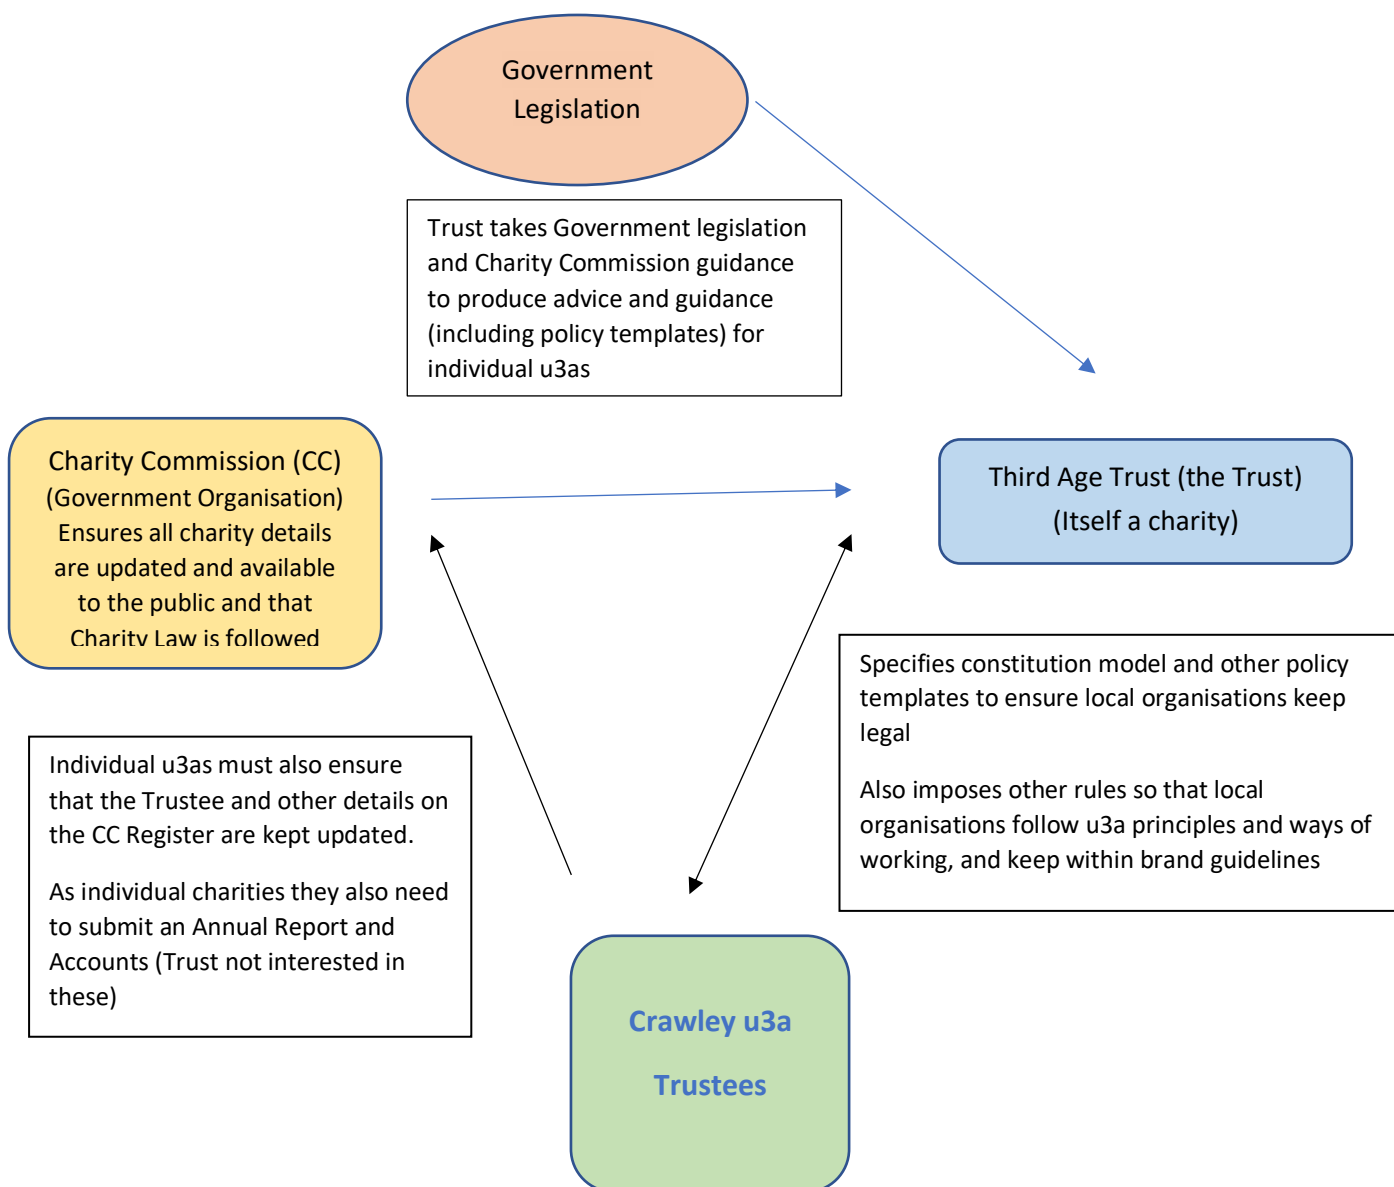 Government
Legislation
Trust takes Government legislation
and Charity Commission guidance
to produce advice and guidance
(including policy templates) for
individual u3as
Charity Commission (CC)
(Government Organisation)
Ensures all charity details
are updated and available
to the public and that
Charity Law is followed
Third Age Trust (the Trust)
(Itself a charity)
Specifies constitution model and other policy
templates to ensure local organisations keep
legal
Also imposes other rules so that local
organisations follow u3a principles and ways of
working, and keep within brand guidelines
Individual u3as must also ensure
that the Trustee and other details on
the CC Register are kept updated.
As individual charities they also need
to submit an Annual Report and
Accounts (Trust not interested in
these)
Crawley u3a
Trustees